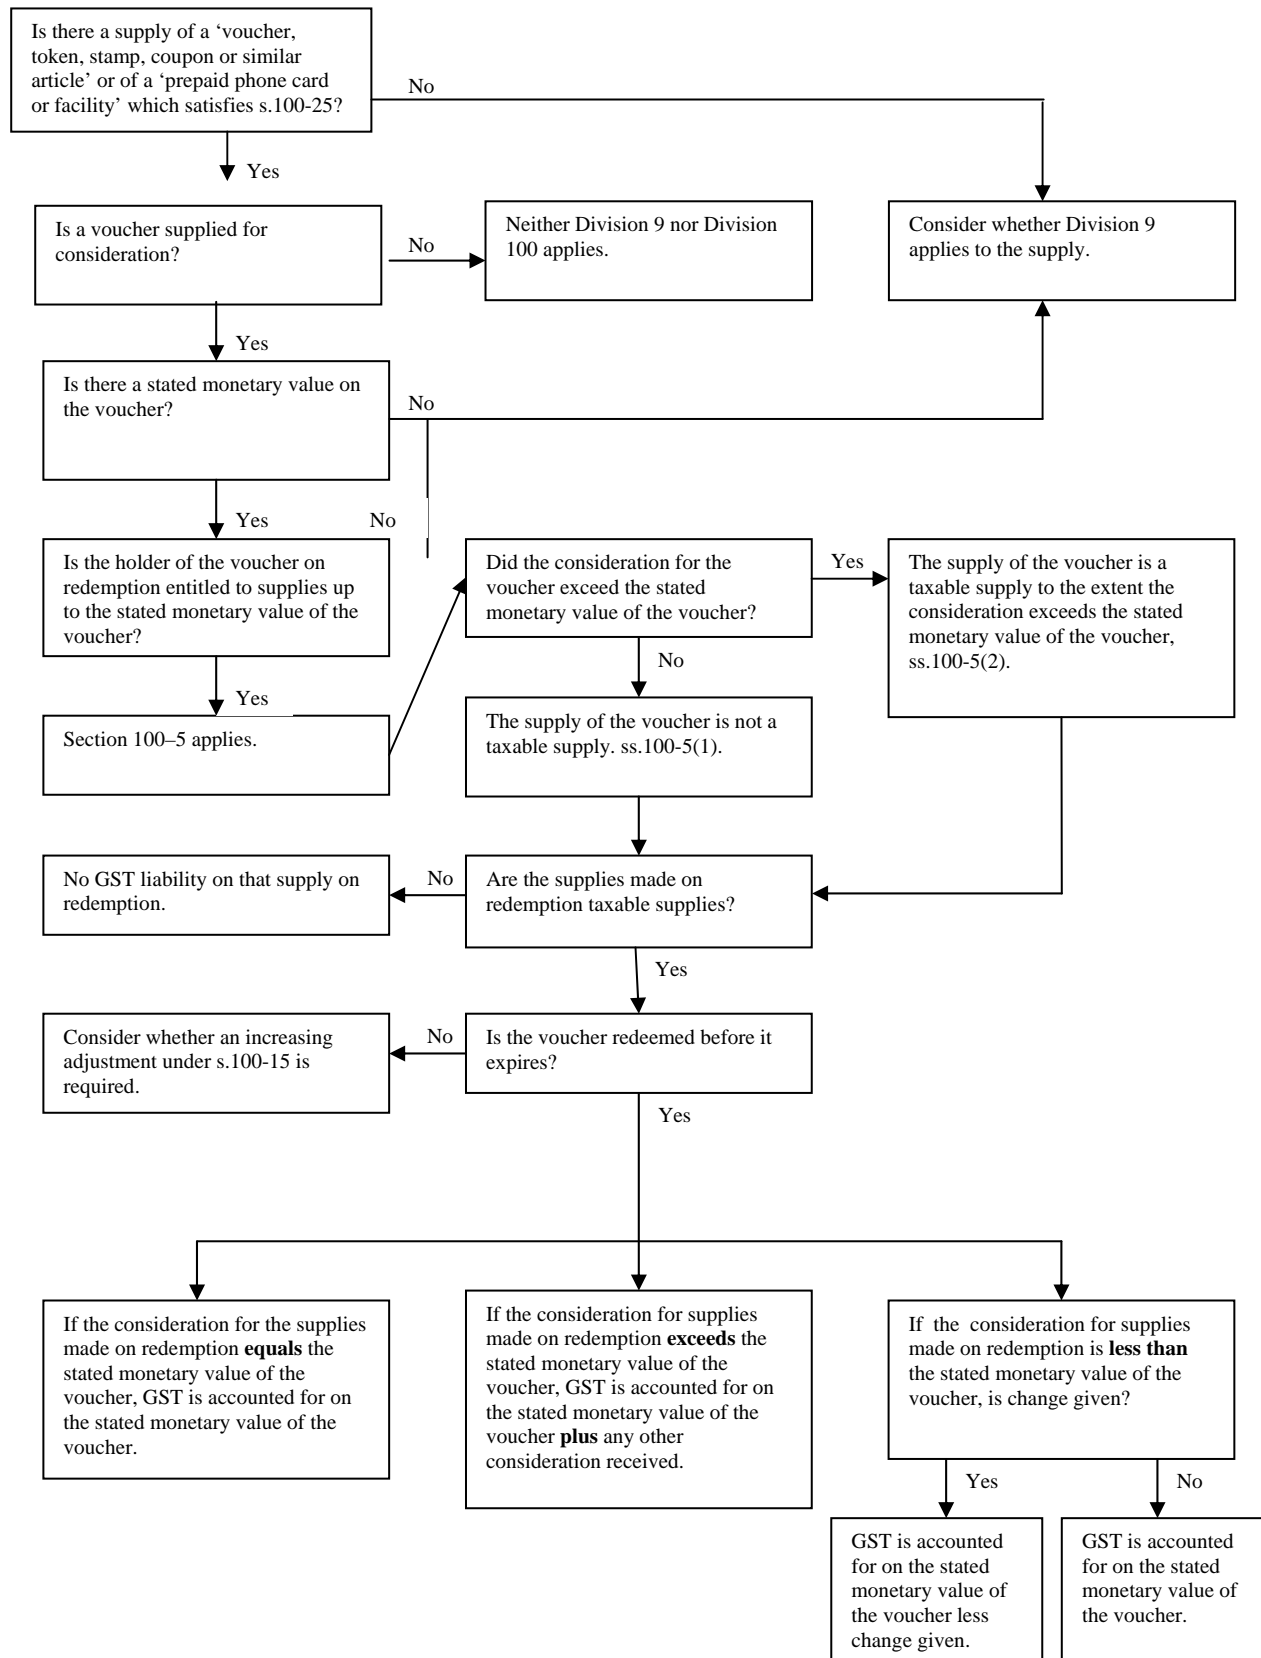 Is there a supply of a ‘voucher,
token, stamp, coupon or similar
article’ or of a ‘prepaid phone card
or facility’ which satisfies s.100-25?
No
Yes
Is a voucher supplied for
consideration?
No
Neither Division 9 nor Division
100 applies.
Consider whether Division 9
applies to the supply.
Yes
Is there a stated monetary value on
the voucher?
No
Yes
No
Is the holder of the voucher on
redemption entitled to supplies up
to the stated monetary value of the
voucher?
Did the consideration for the
voucher exceed the stated
monetary value of the voucher?
Yes
The supply of the voucher is a
taxable supply to the extent the
consideration exceeds the stated
monetary value of the voucher,
ss.100-5(2).
Yes
No
Section 100–5 applies.
The supply of the voucher is not a
taxable supply. ss.100-5(1).
No GST liability on that supply on
redemption.
No
Are the supplies made on
redemption taxable supplies?
Yes
Consider whether an increasing
adjustment under s.100-15 is
required.
No
Is the voucher redeemed before it
expires?
Yes
If the consideration for the supplies
made on redemption equals the
stated monetary value of the
voucher, GST is accounted for on
the stated monetary value of the
voucher.
If the consideration for supplies
made on redemption exceeds the
stated monetary value of the
voucher, GST is accounted for on
the stated monetary value of the
voucher plus any other
consideration received.
If the consideration for supplies
made on redemption is less than
the stated monetary value of the
voucher, is change given?
Yes
No
GST is accounted
for on the stated
monetary value of
the voucher less
change given.
GST is accounted
for on the stated
monetary value of
the voucher.